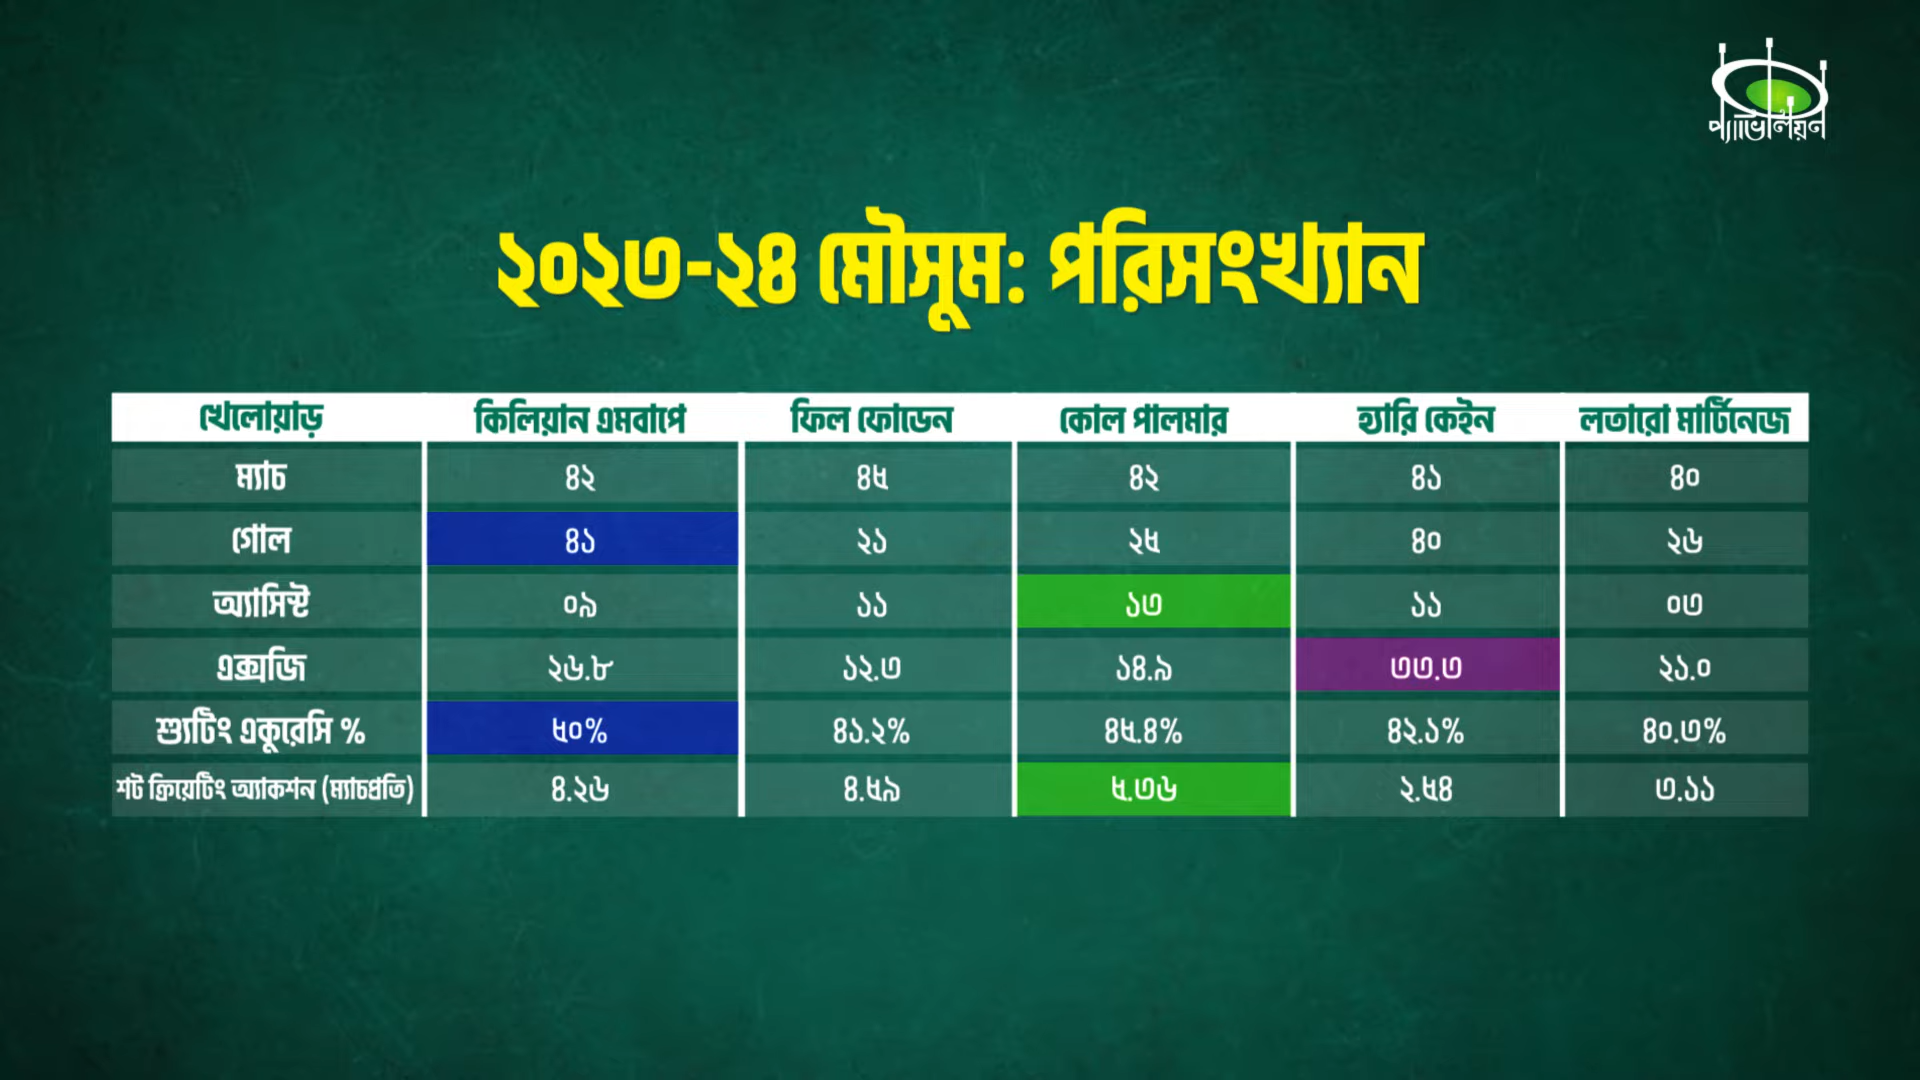 প্যাভিলিয়ন
২০২৩-২৪ মৌসুম: পরিসংখ্যান
খেলোয়াড় কিলিয়ান এমবাপে ফিল ফোডেন কোল পালমার হ্যারি কেইন লতারো মার্টিনেজ
ম্যাচ ৪২ ৪৫ ৪২ ৪১ ৪০
গোল ৪১ ২১ ২৫ ৪০ ২৬
অ্যাসিস্ট ০৯ ১১ ১৩ ১১ ০৩
এক্সজি ২৬.৮ ১২.৩ ১৪.৯ ৩৩.৩ ২১.০
শ্যুটিং একুরেসি % ৫০% ৪১.২% ৪৫.৪% ৪২.১% ৪০.৩%
শট ক্রিয়েটিং অ্যাকশন (ম্যাচপ্রতি) ৪.২৬ ৪.৫৯ ৫.৩৬ ২.৫৪ ৩.১১